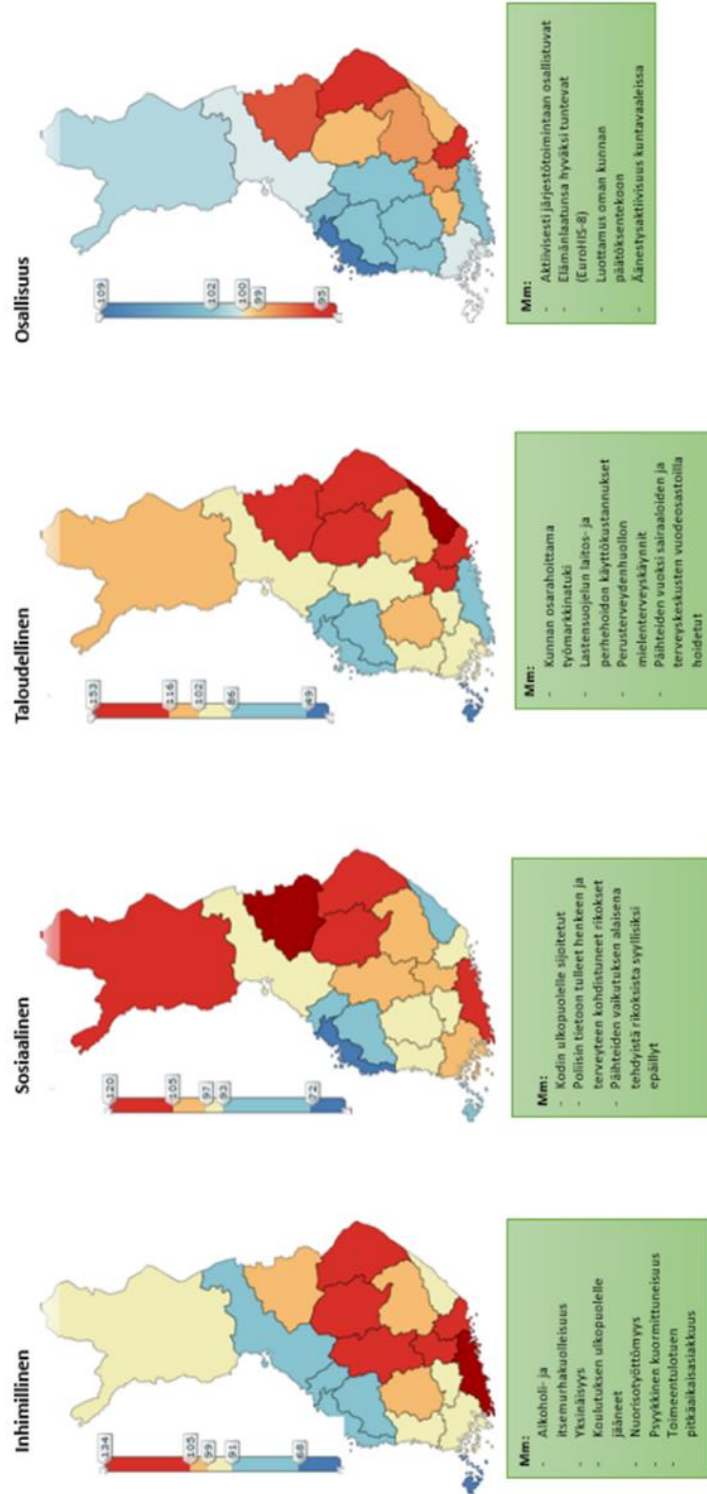 Inhimillinen
134
105
99
91
68
Mm:
- Alkoholi- ja
itsemurhakuolleisuus
- Yksinäisyys
- Koulutuksen ulkopuolelle
jääneet
- Nuorisotyöttömyys
- Psyykkinen kuormittuneisuus
- Toimeentulotuen
pitkäaikaisasiakkuus
Sosiaalinen
120
105
97
93
72
Mm:
- Kodin ulkopuolelle sijoitetut
- Poliisin tietoon tulleet henkeen ja
terveyteen kohdistuneet rikokset
- Päihteiden vaikutuksen alaisena
tehdyistä rikoksista syyllisiksi
epäillyt
Taloudellinen
153
116
102
86
49
Mm:
- Kunnan osarahoittama
työmarkkinatuki
- Lastensuojelun laitos- ja
perhehoidon käyttökustannukset
- Perusterveydenhuollon
mielenterveyskäynnit
- Päihteiden vuoksi sairaaloiden ja
terveyskeskusten vuodeosastoilla
hoidetut
Osallisuus
109
102
100
99
95
Mm:
- Aktiivisesti järjestötoimintaan osallistuvat
- Elämänlaatunsa hyväksi tuntevat
(EuroHIS-8)
- Luottamus oman kunnan
päätöksentekoon
- Äänestysaktiivisuus kuntavaaleissa